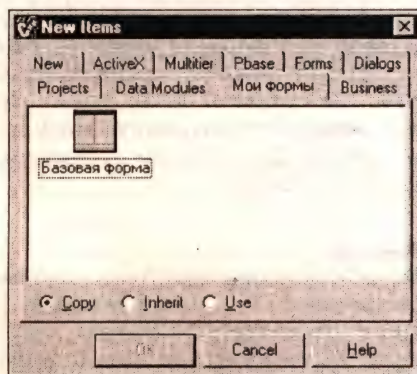 New Items
New ActiveX Multitier Pbase Forms Dialogs
Projects Data Modules Мои формы Business
Базовая форма
Copy Inherit Use
OK Cancel Help